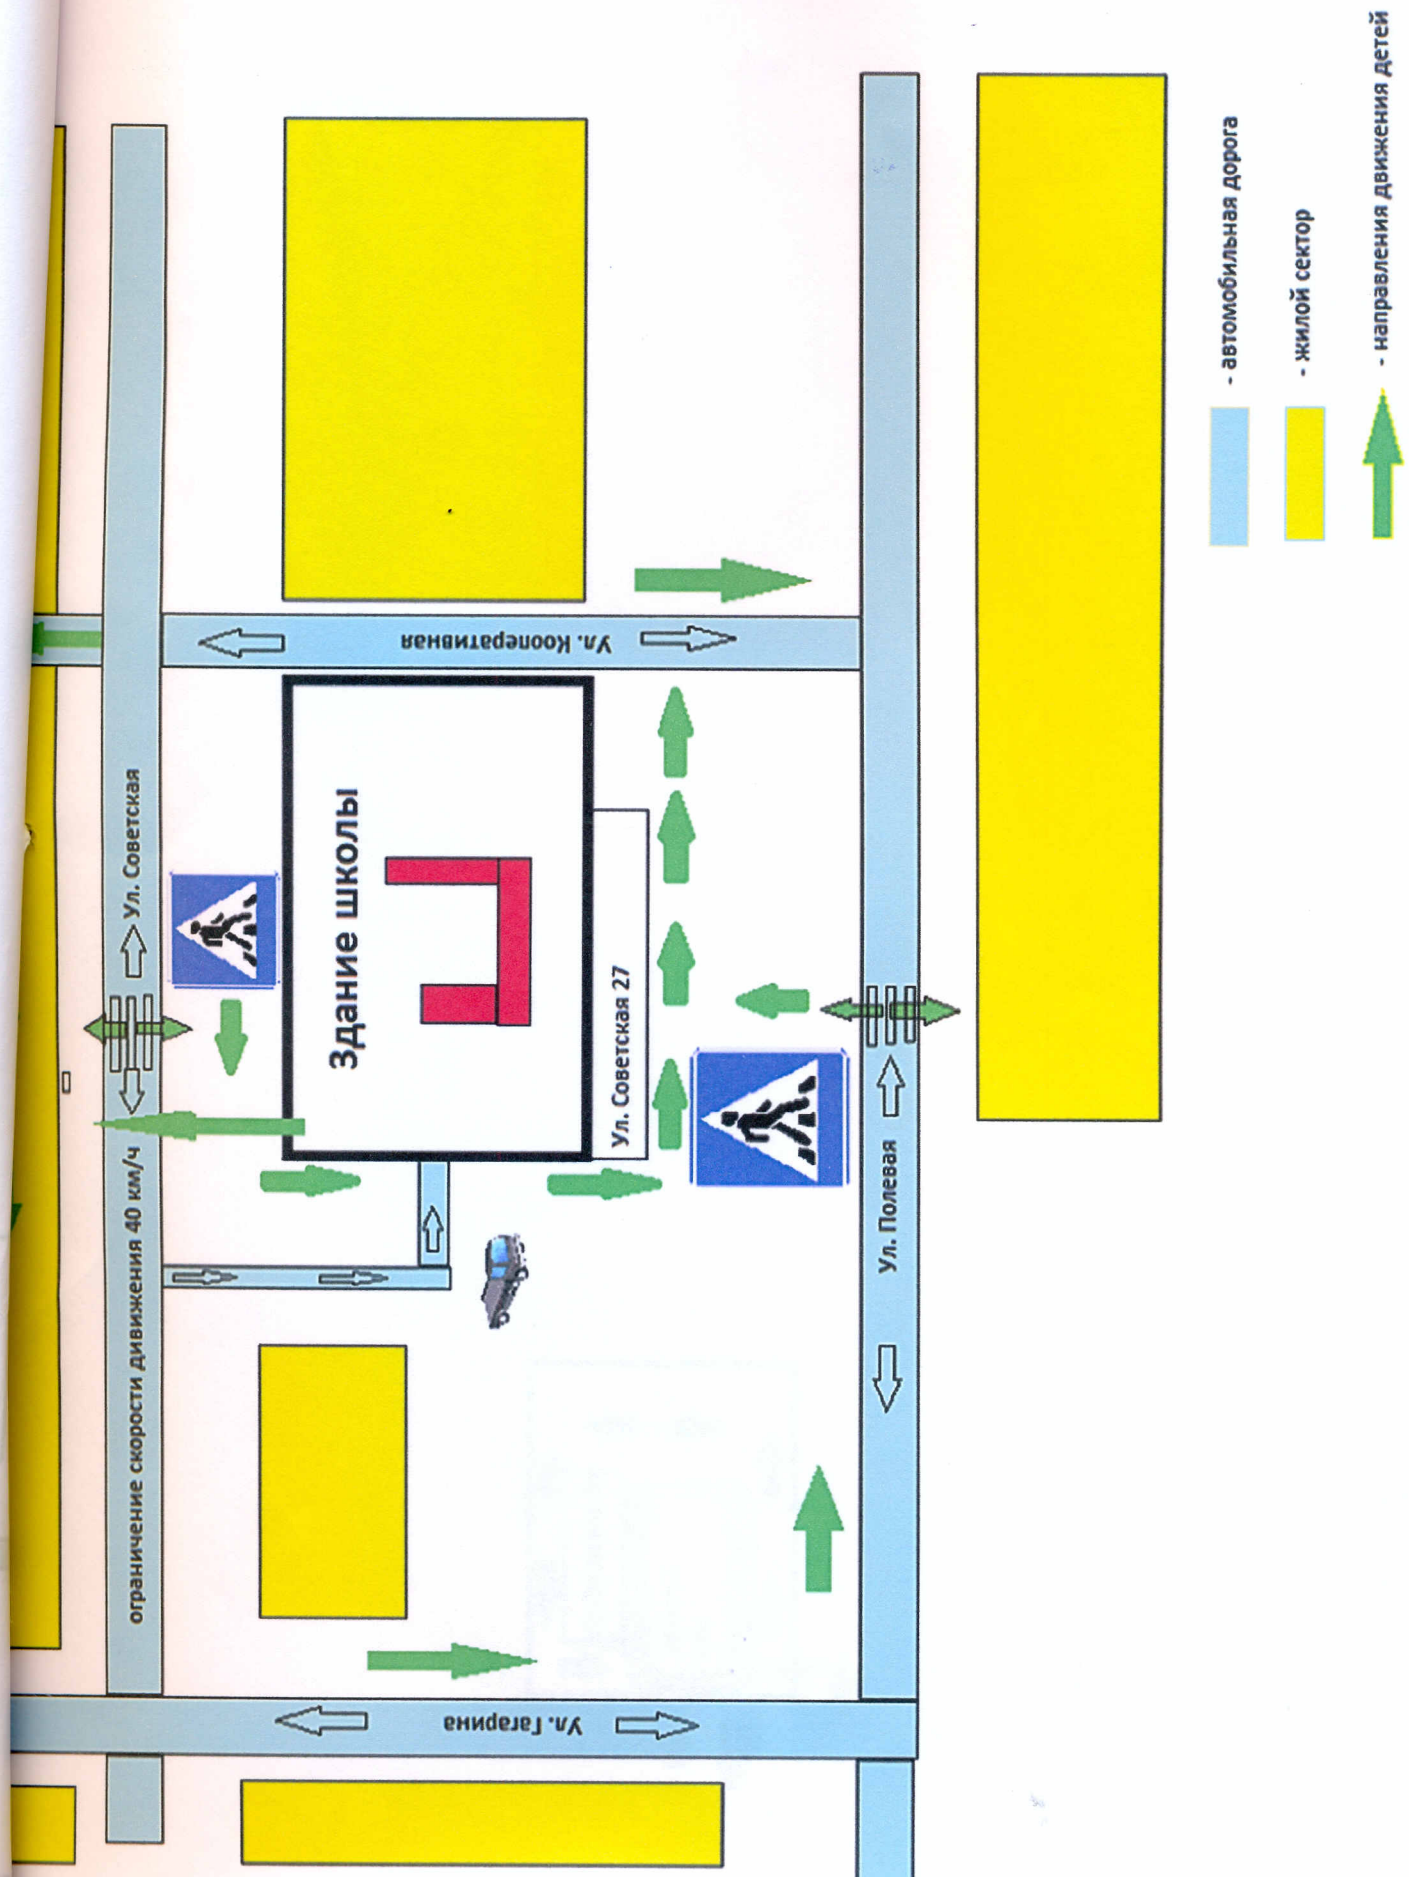 ограничение скорости дивижения 40 км/ч
Ул. Советская
Здание школы
Ул. Советская 27
Ул. Гагарина
Ул. Кооперативная
Ул. Полевая
- автомобильная дорога
- жилой сектор
- направления движения детей